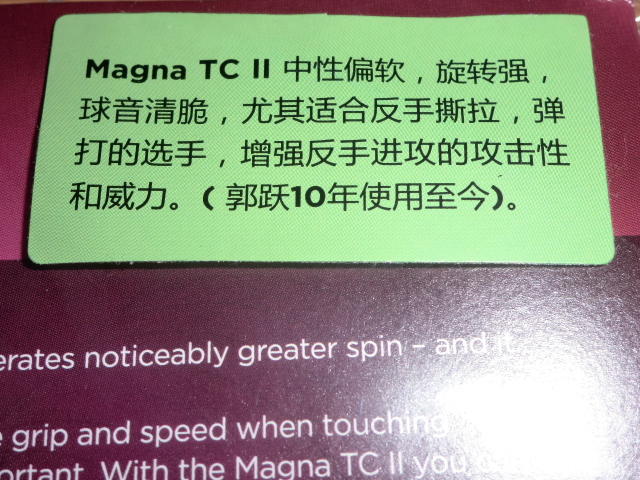 Magna TC II 中性偏软，旋转强，
球音清脆，尤其适合反手撕拉，弹
打的选手，增强反手进攻的攻击性
和威力。( 郭跃10年使用至今)。
erates noticeably greater spin – and it
e grip and speed when touching
ortant. With the Magna TC II you